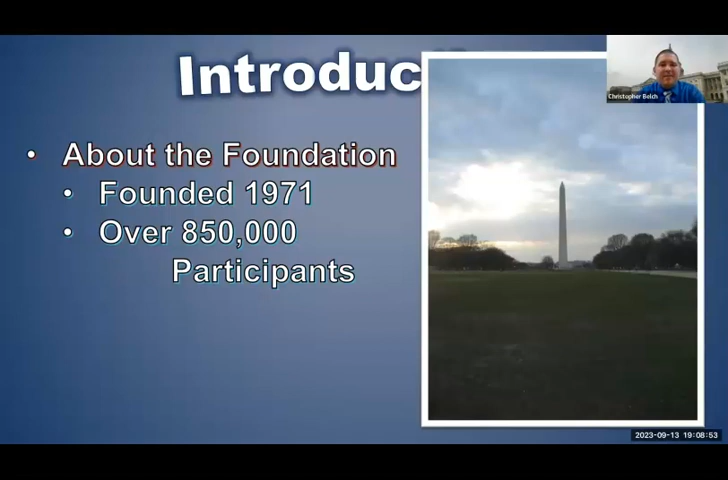 Introduc
Christopher Belch
• About the Foundation
• Founded 1971
• Over 850,000
Participants
2023-09-13 19:08:53